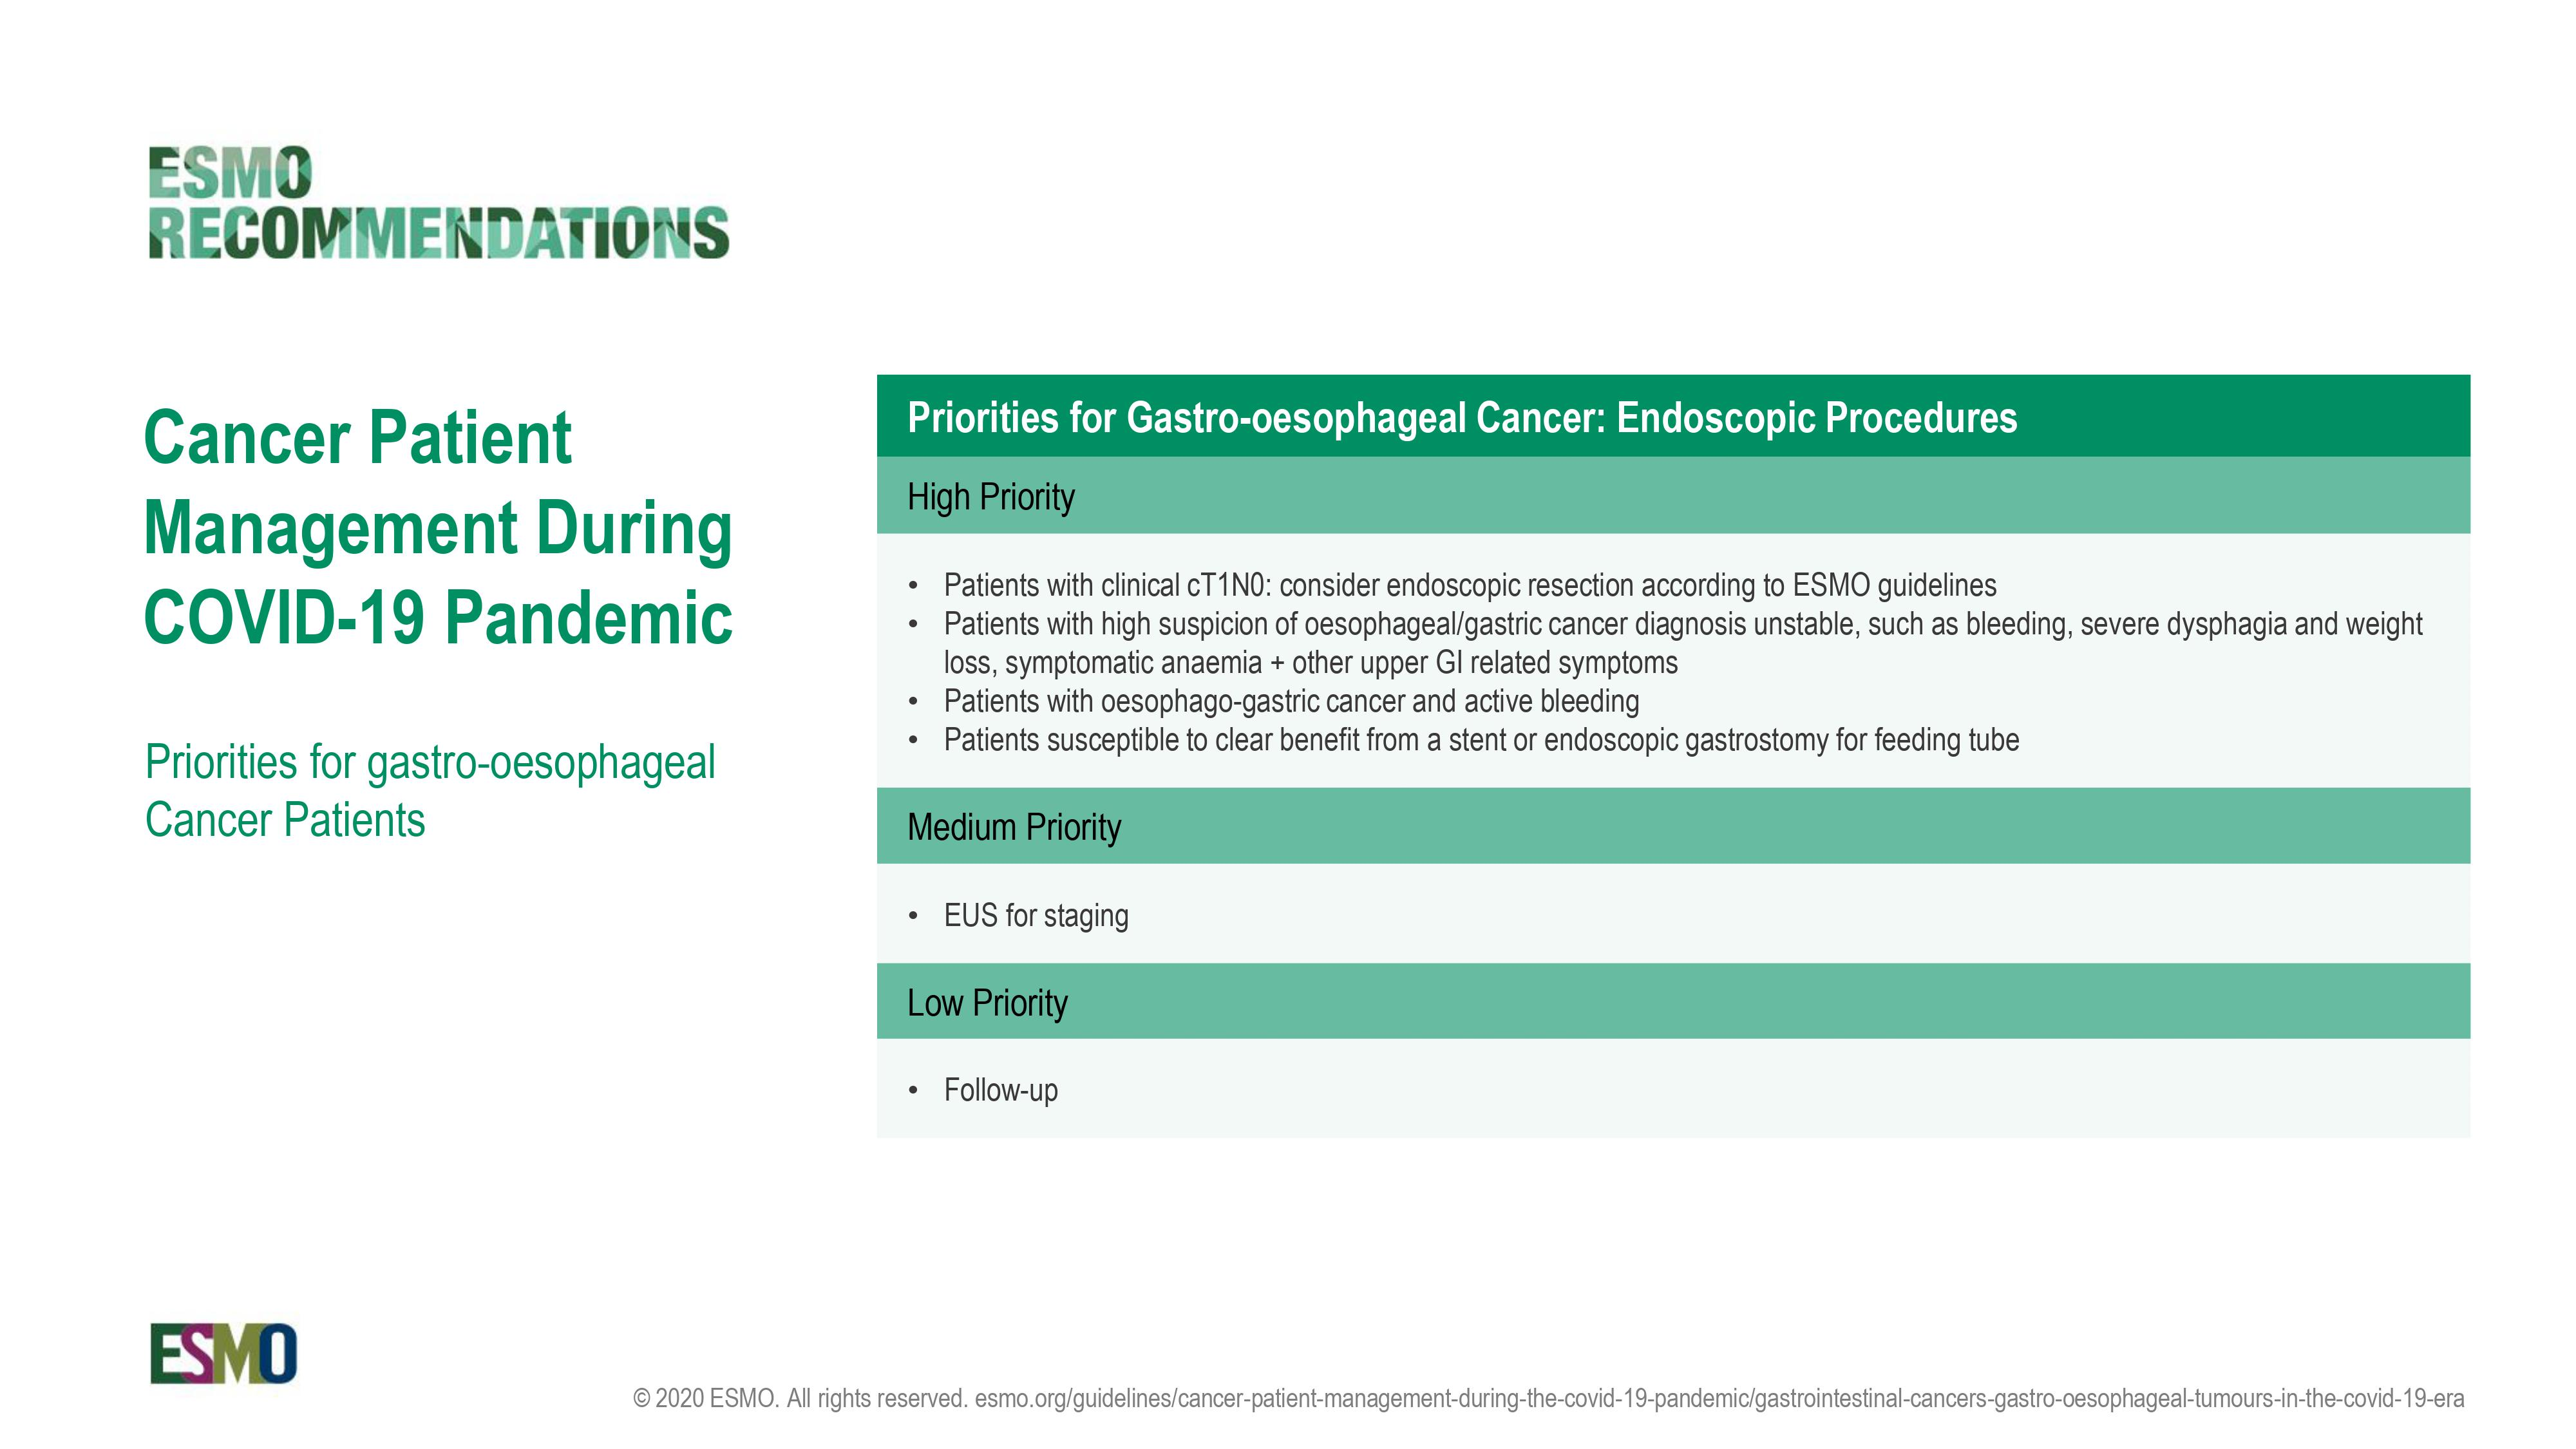 ESMO
RECOMMENDATIONS
Cancer Patient
Management During
COVID-19 Pandemic
Priorities for gastro-oesophageal
Cancer Patients
Priorities for Gastro-oesophageal Cancer: Endoscopic Procedures
High Priority
• Patients with clinical cT1N0: consider endoscopic resection according to ESMO guidelines
• Patients with high suspicion of oesophageal/gastric cancer diagnosis unstable, such as bleeding, severe dysphagia and weight
loss, symptomatic anaemia + other upper GI related symptoms
• Patients with oesophago-gastric cancer and active bleeding
• Patients susceptible to clear benefit from a stent or endoscopic gastrostomy for feeding tube
Medium Priority
• EUS for staging
Low Priority
• Follow-up
ESMO
© 2020 ESMO. All rights reserved. esmo.org/guidelines/cancer-patient-management-during-the-covid-19-pandemic/gastrointestinal-cancers-gastro-oesophageal-tumours-in-the-covid-19-era